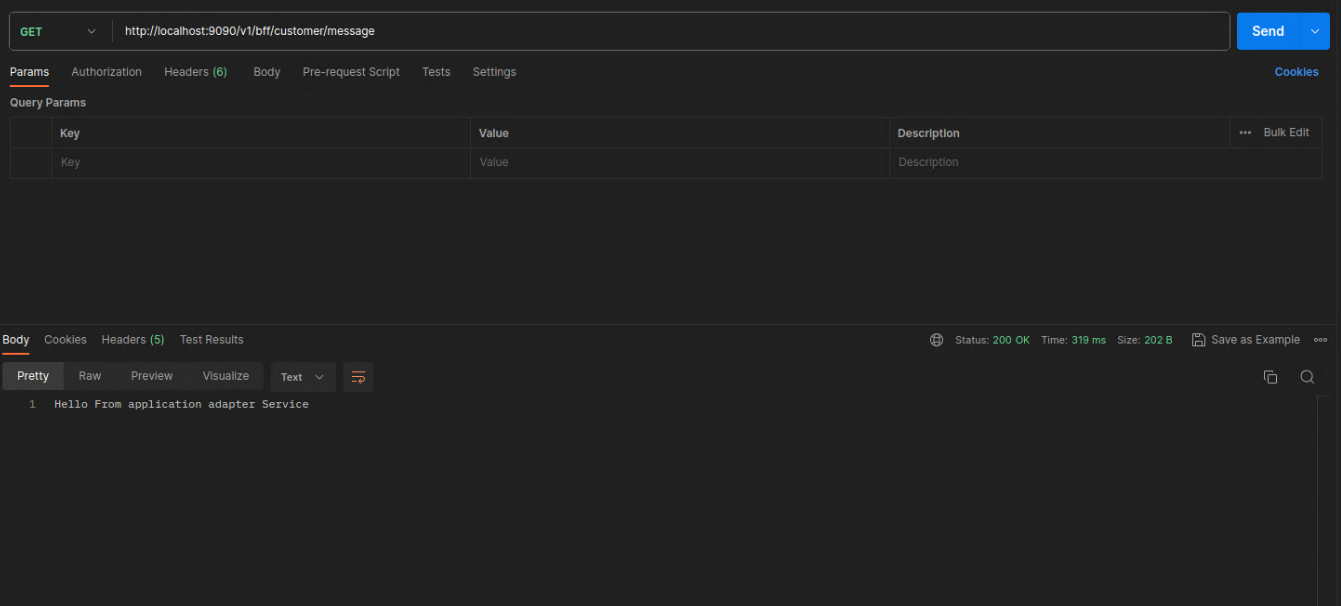 GET http://localhost:9090/v1/bff/customer/message Send
Params Authorization Headers (6) Body Pre-request Script Tests Settings Cookies
Query Params
Key Value Description ••• Bulk Edit
Key Value Description
Body Cookies Headers (5) Test Results Status: 200 OK Time: 319 ms Size: 202 B Save as Example
Pretty Raw Preview Visualize Text
1 Hello From application adapter Service